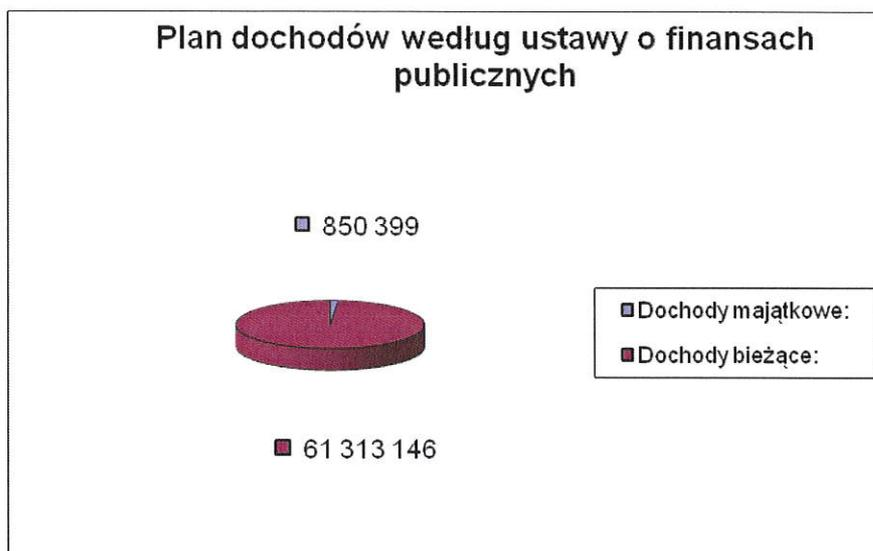 Plan dochodów według ustawy o finansach
publicznych
850 399
Dochody majątkowe:
Dochody bieżące:
61 313 146